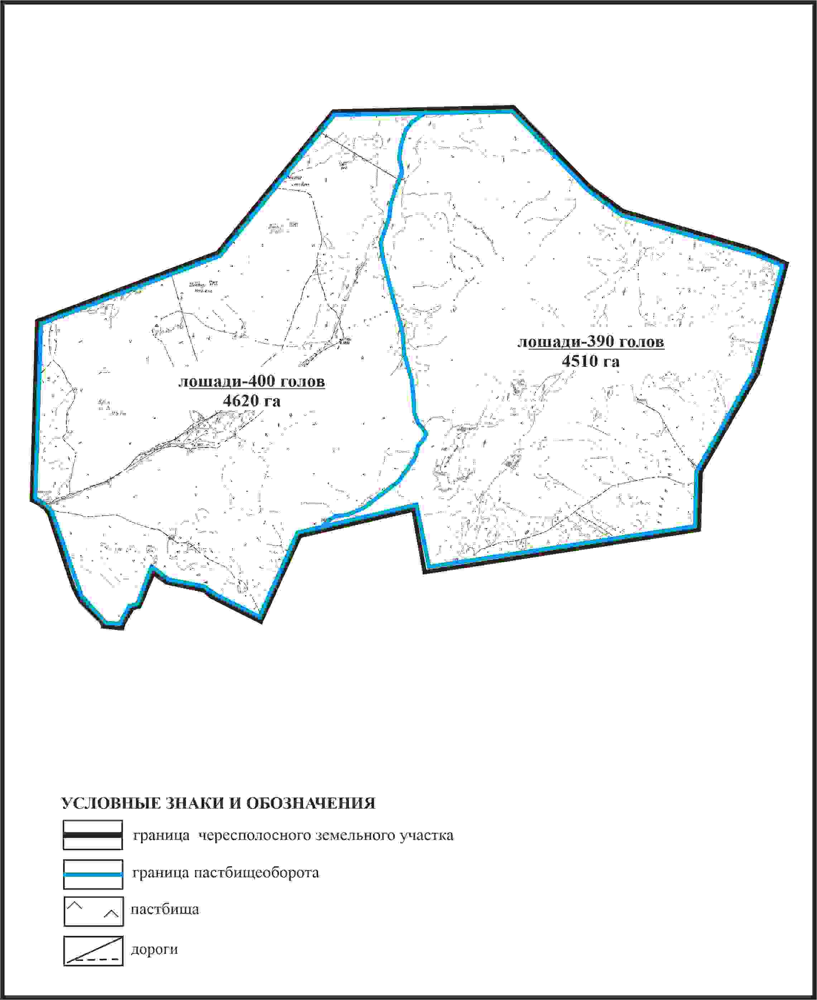 лошади-390 голов
4510 га
лошади-400 голов
4620 га
УСЛОВНЫЕ ЗНАКИ И ОБОЗНАЧЕНИЯ
граница чересполосного земельного участка
граница пастбищеоборота
пастбища
дороги